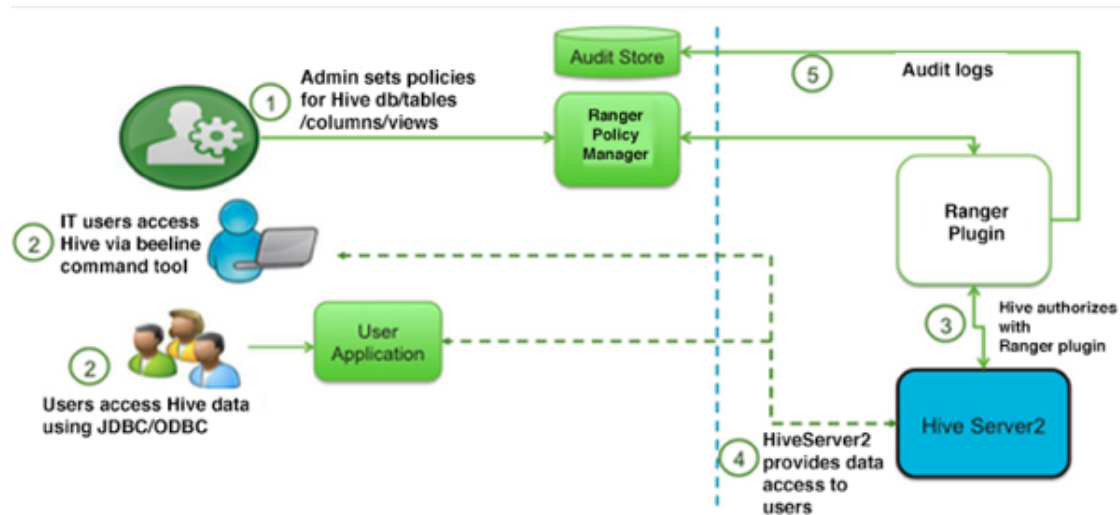 Audit Store
5
Audit logs
1
Admin sets policies
for Hive db/tables
/columns/views
Ranger
Policy
Manager
Ranger
Plugin
2
IT users access
Hive via beeline
command tool
User
Application
3
Hive authorizes
with
Ranger plugin
2
Users access Hive data
using JDBC/ODBC
4
HiveServer2
provides data
access to
users
Hive Server2